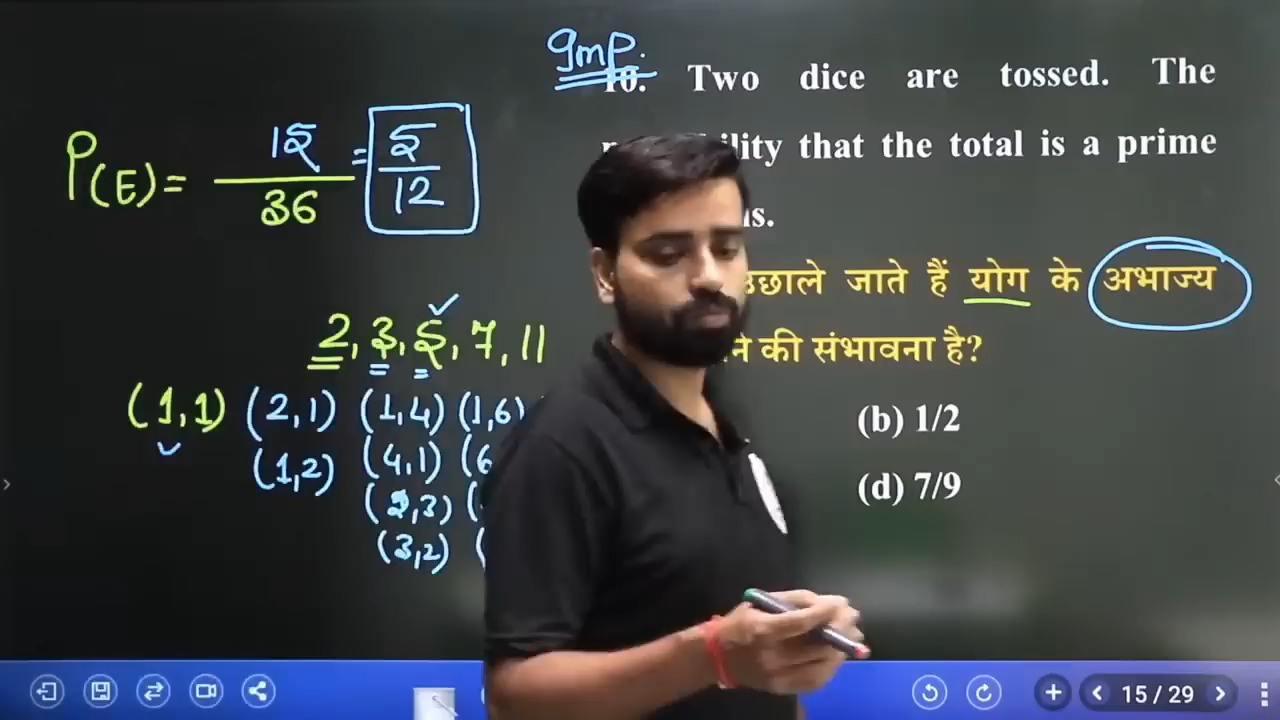 Imp.
10. Two dice are tossed. The
that the total is a prime
उछाले जाते हैं योग के अभाज्य
की संभावना है?
(b) 1/2
(d) 7/9
P(E) = 15/36 = 5/12
2, 3, 5, 7, 11
(1,1) (2,1) (1,4) (1,6)
(1,2) (4,1) (6
(2,3) (
(3,2) (
15 / 29